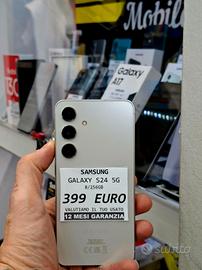 Mobil
Galaxy
A17
SAMSUNG
GALAXY S24 5G
8/256GB
399 EURO
VALUTIAMO IL TUO USATO
12 MESI GARANZIA
subito